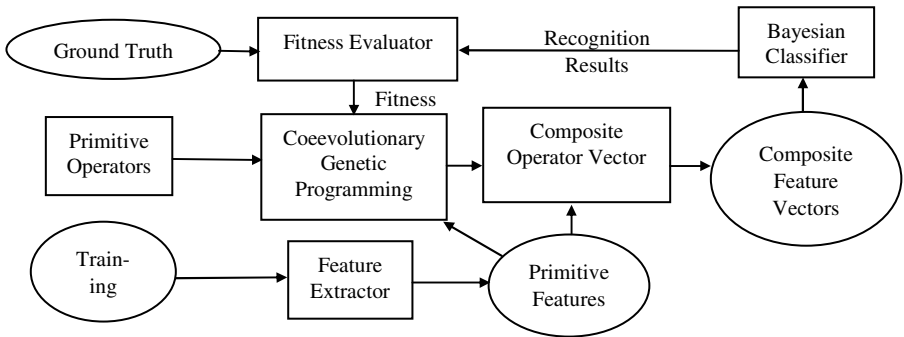 Ground Truth
Fitness Evaluator
Recognition
Results
Bayesian
Classifier
Fitness
Primitive
Operators
Coeevolutionary
Genetic
Programming
Composite
Operator Vector
Composite
Feature
Vectors
Train-
ing
Feature
Extractor
Primitive
Features